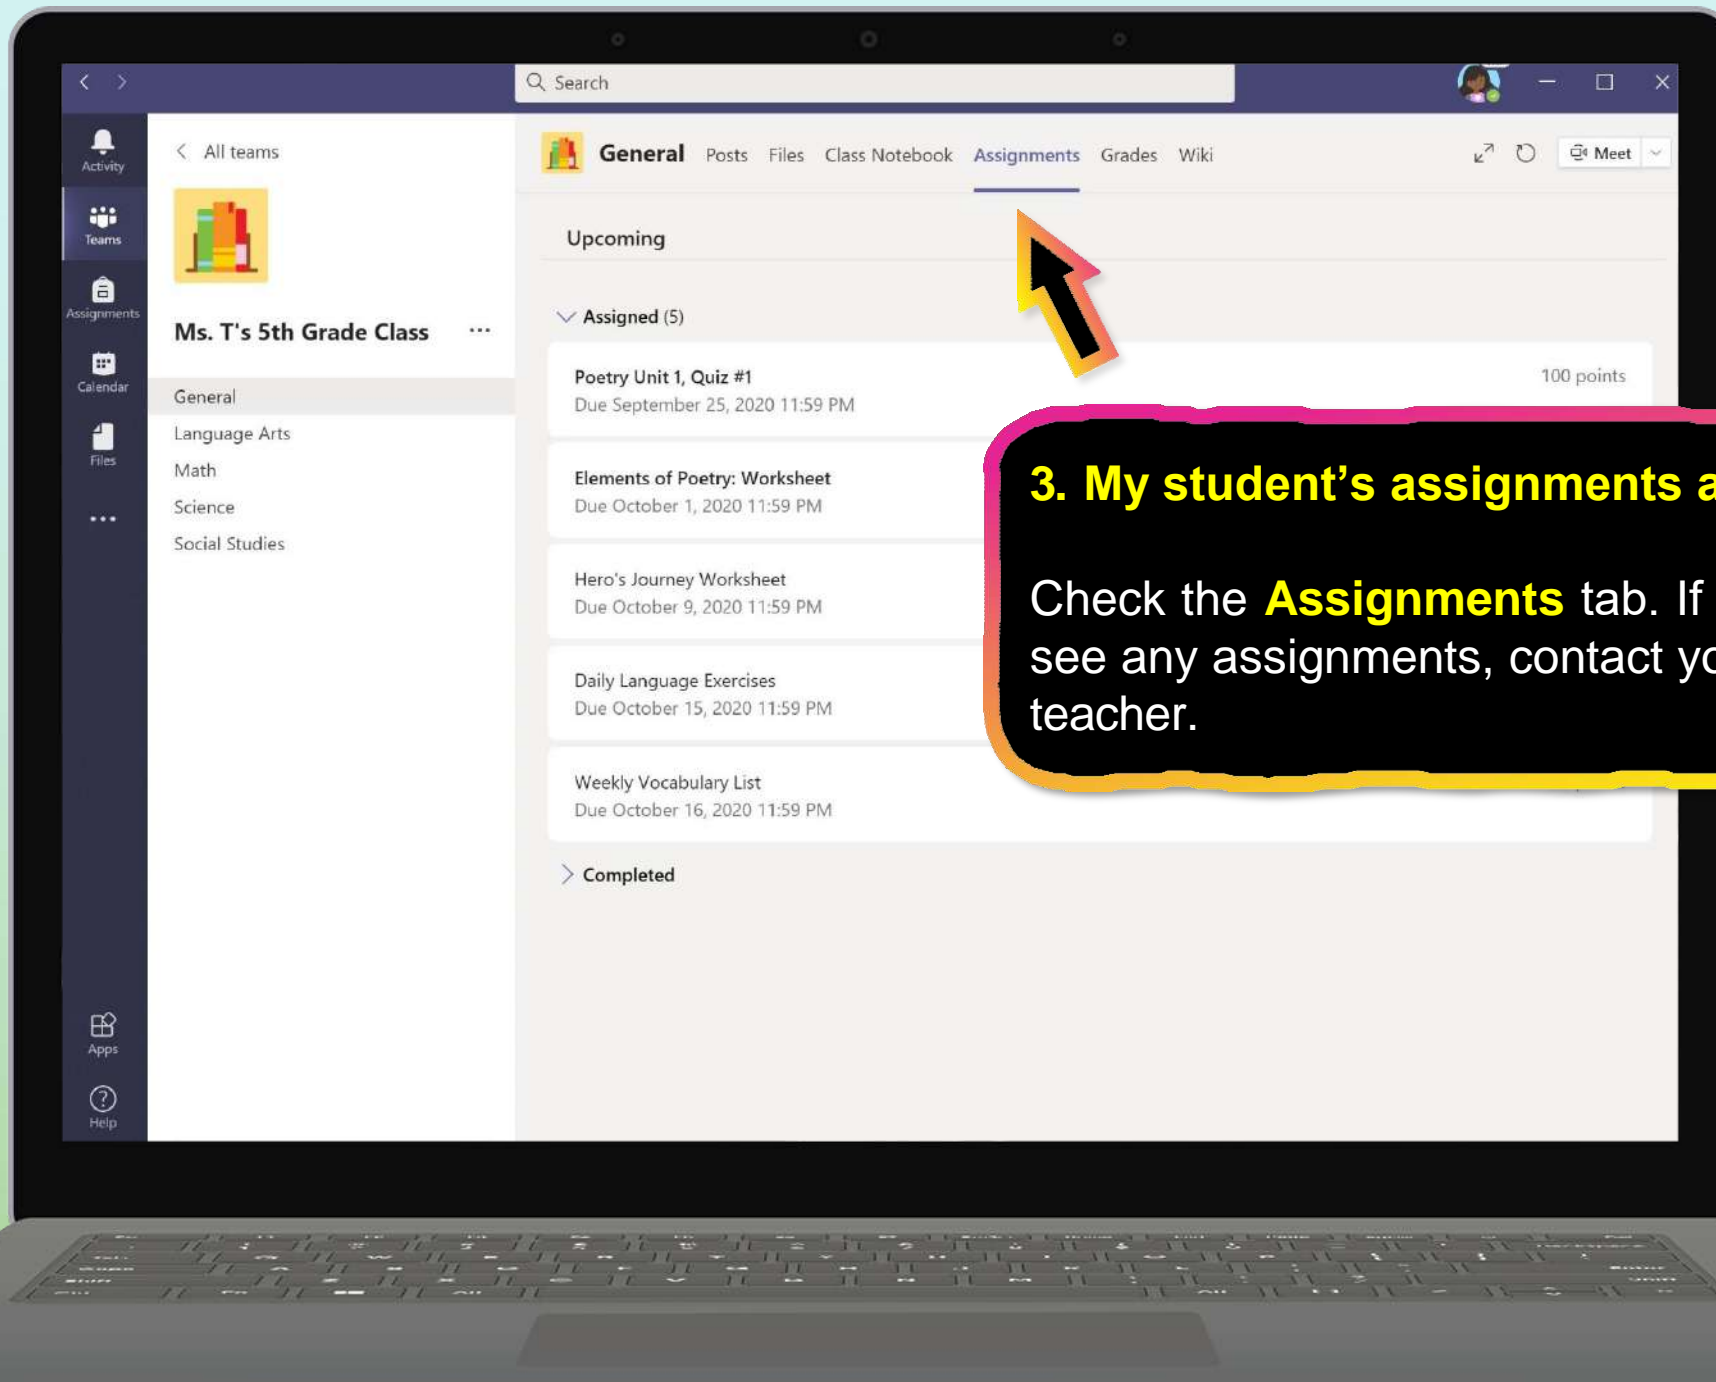 Search
Activity
Teams
Assignments
Calendar
Files
Apps
Help
All teams
Ms. T's 5th Grade Class
General
Language Arts
Math
Science
Social Studies
General Posts Files Class Notebook Assignments Grades Wiki
Meet
Upcoming
Assigned (5)
Poetry Unit 1, Quiz #1
100 points
Due September 25, 2020 11:59 PM
Elements of Poetry: Worksheet
Due October 1, 2020 11:59 PM
Hero's Journey Worksheet
Due October 9, 2020 11:59 PM
Daily Language Exercises
Due October 15, 2020 11:59 PM
Weekly Vocabulary List
Due October 16, 2020 11:59 PM
Completed
3. My student’s assignments
Check the Assignments tab. If
see any assignments, contact
teacher.